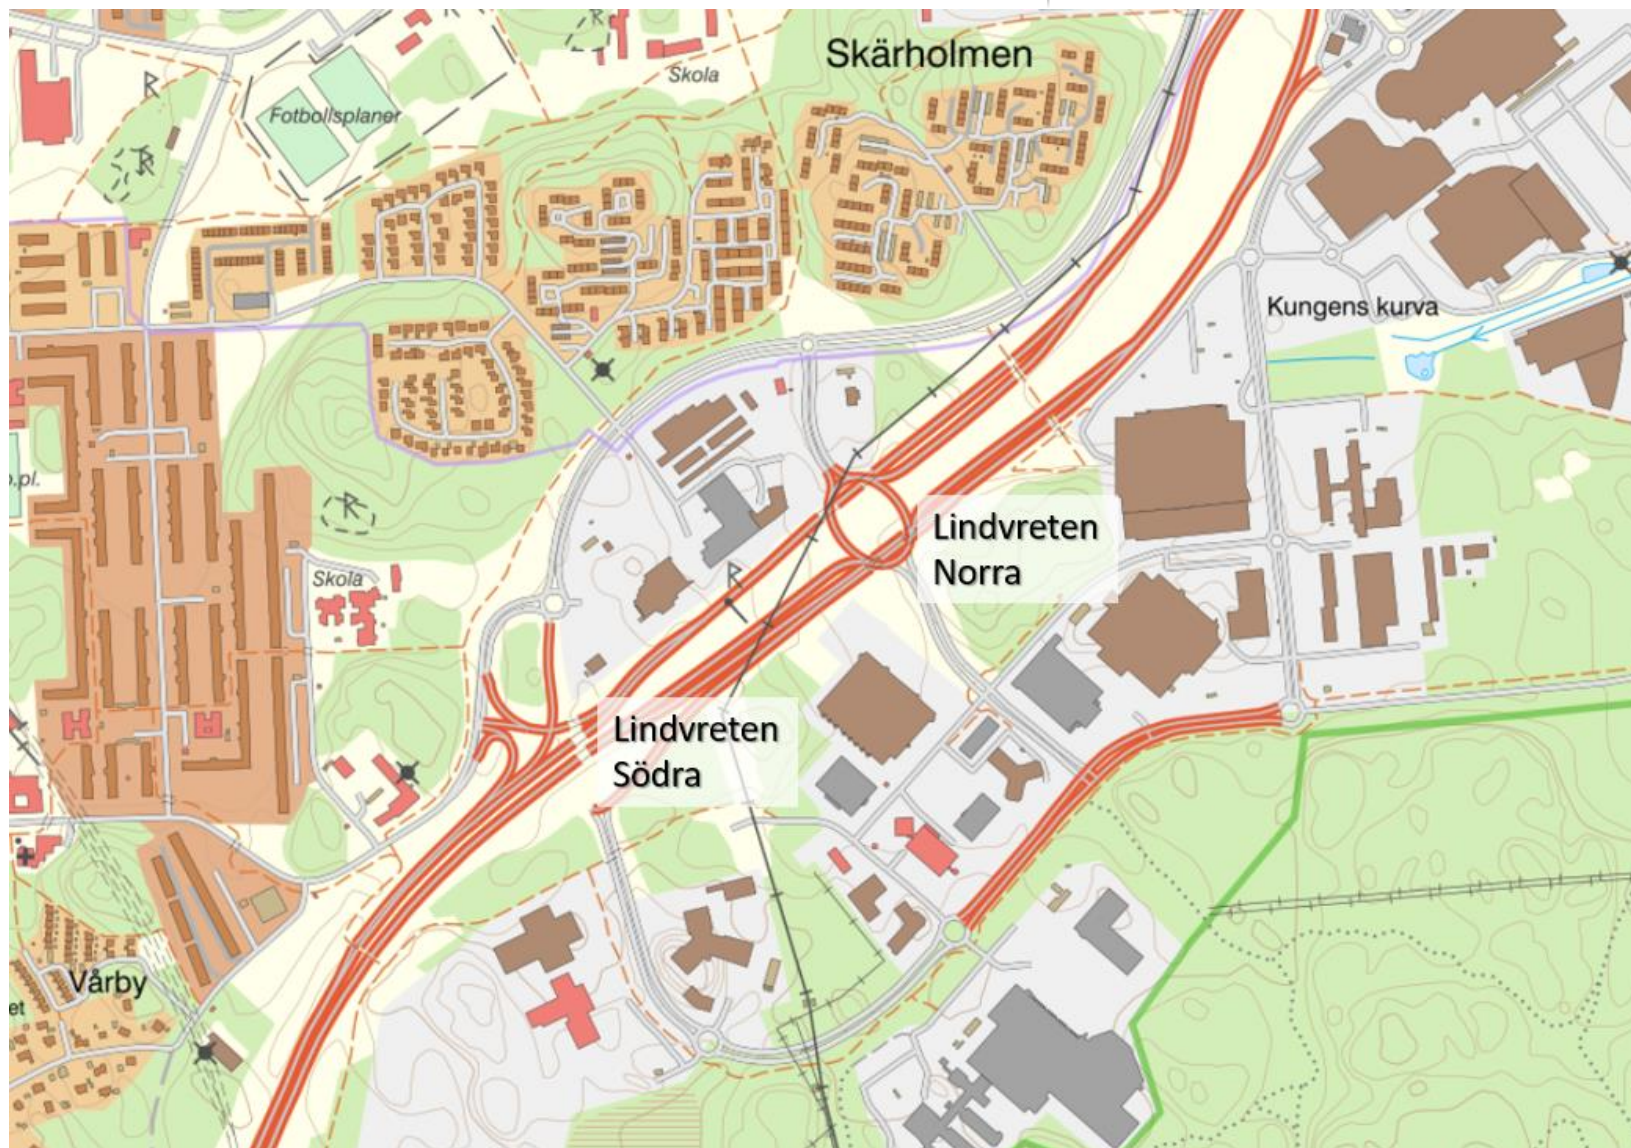 Skärholmen
Skola
Fotbollsplaner
Kungens kurva
Lindvreten
Norra
Skola
Lindvreten
Södra
Vårby